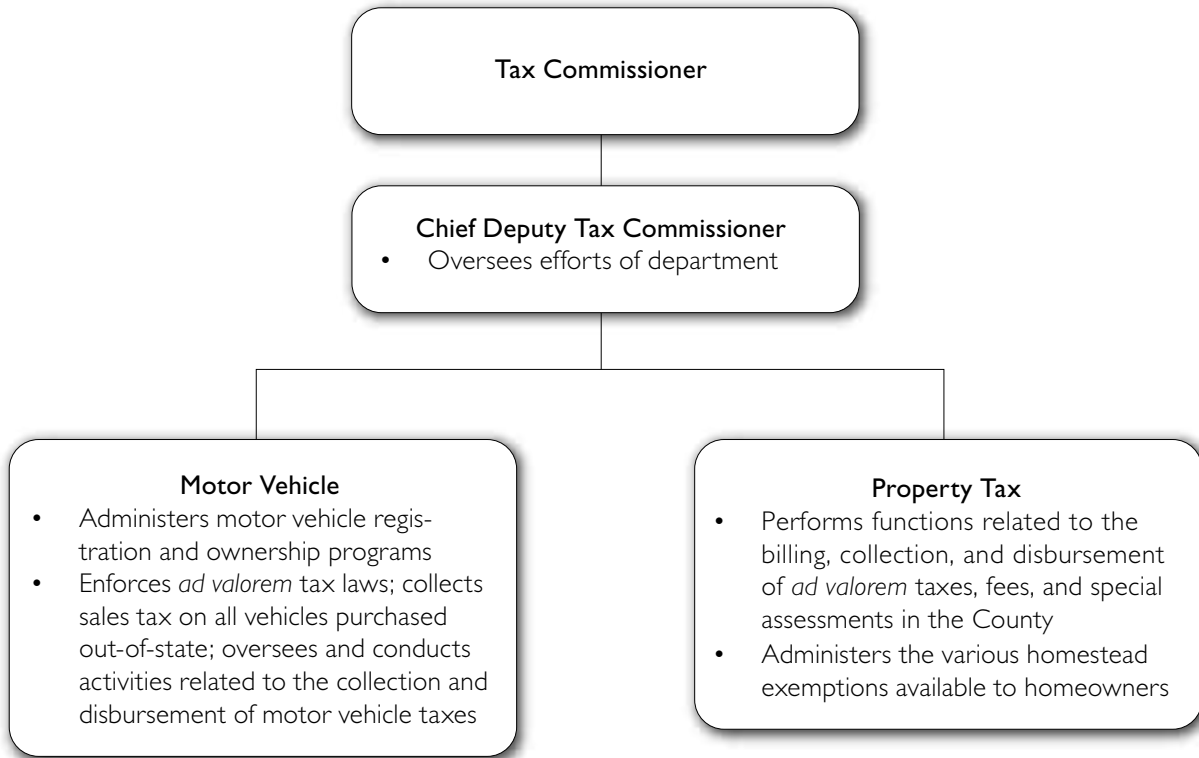 Tax Commissioner
Chief Deputy Tax Commissioner
• Oversees efforts of department
Motor Vehicle
• Administers motor vehicle regis-
tration and ownership programs
• Enforces ad valorem tax laws; collects
sales tax on all vehicles purchased
out-of-state; oversees and conducts
activities related to the collection and
disbursement of motor vehicle taxes
Property Tax
• Performs functions related to the
billing, collection, and disbursement
of ad valorem taxes, fees, and special
assessments in the County
• Administers the various homestead
exemptions available to homeowners